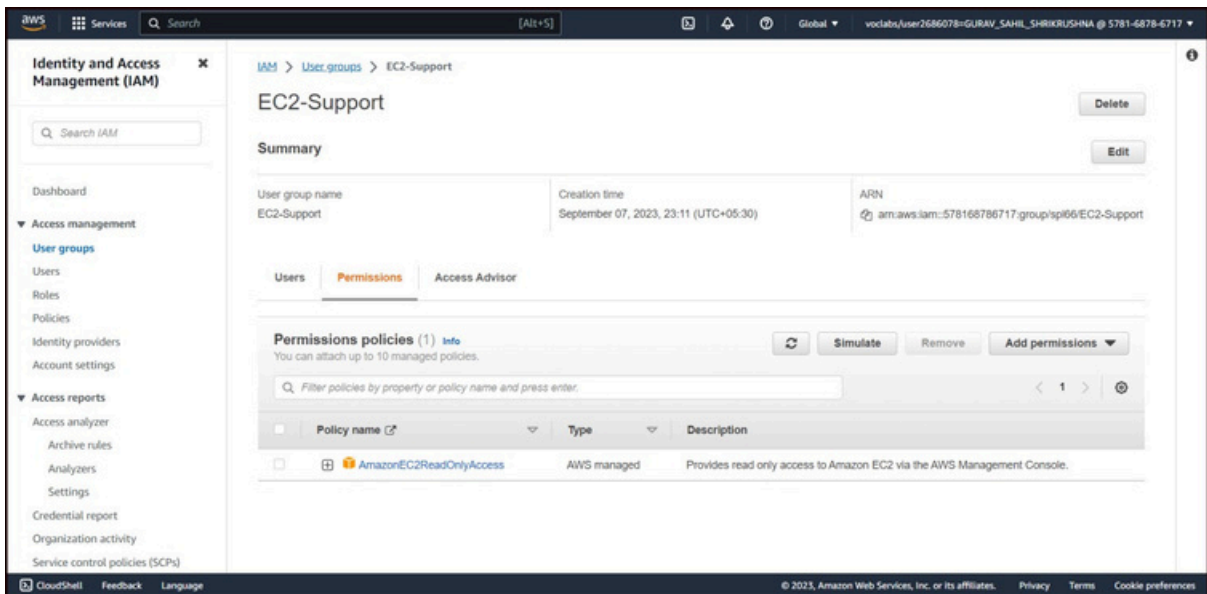 aws Services Search [Alt+S] Global voclabs/user2686078=GURAV_SAHIL_SHRIKRUSHNA @ 5781-6878-6717
Identity and Access
Management (IAM)
Search IAM
Dashboard
Access management
User groups
Users
Roles
Policies
Identity providers
Account settings
Access reports
Access analyzer
Archive rules
Analyzers
Settings
Credential report
Organization activity
Service control policies (SCPs)
IAM > User groups > EC2-Support
EC2-Support
Delete
Summary
Edit
User group name
EC2-Support
Creation time
September 07, 2023, 23:11 (UTC+05:30)
ARN
arn:aws:iam::578168786717:group/spl66/EC2-Support
Users Permissions Access Advisor
Permissions policies (1) Info
You can attach up to 10 managed policies.
Simulate Remove Add permissions
Filter policies by property or policy name and press enter.
< 1 >
Policy name Type Description
AmazonEC2ReadOnlyAccess AWS managed Provides read only access to Amazon EC2 via the AWS Management Console.
CloudShell Feedback Language © 2023, Amazon Web Services, Inc. or its affiliates. Privacy Terms Cookie preferences